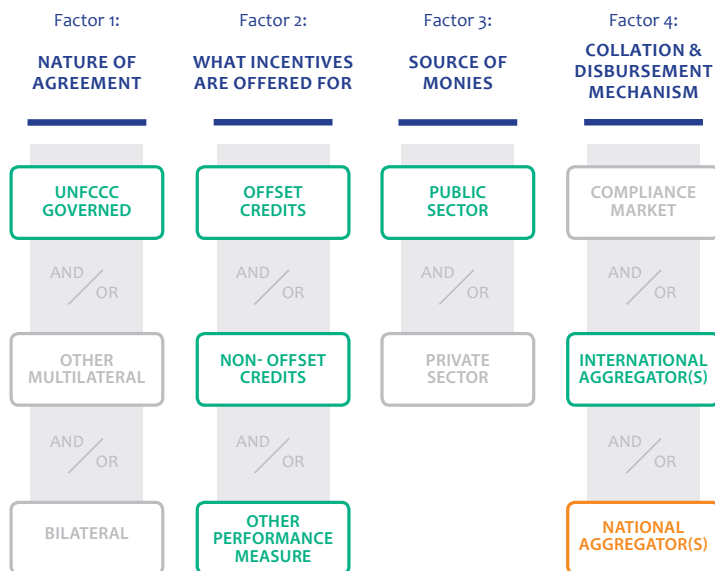 Factor 1:
NATURE OF
AGREEMENT
UNFCCC
GOVERNED
AND
OR
OTHER
MULTILATERAL
AND
OR
BILATERAL
Factor 2:
WHAT INCENTIVES
ARE OFFERED FOR
OFFSET
CREDITS
AND
OR
NON- OFFSET
CREDITS
AND
OR
OTHER
PERFORMANCE
MEASURE
Factor 3:
SOURCE OF
MONIES
PUBLIC
SECTOR
AND
OR
PRIVATE
SECTOR
Factor 4:
COLLATION &
DISBURSEMENT
MECHANISM
COMPLIANCE
MARKET
AND
OR
INTERNATIONAL
AGGREGATOR(S)
AND
OR
NATIONAL
AGGREGATOR(S)